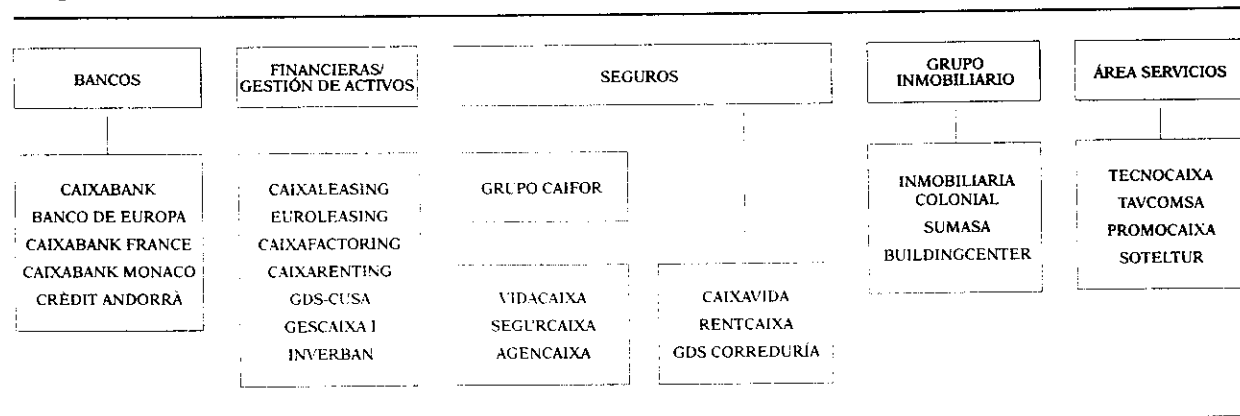 BANCOS
CAIXABANK
BANCO DE EUROPA
CAIXABANK FRANCE
CAIXABANK MONACO
CRÈDIT ANDORRÀ
FINANCIERAS/
GESTIÓN DE ACTIVOS
CAIXALEASING
EUROLEASING
CAIXAFACTORING
CAIXARENTING
GDS-CUSA
GESCAIXA I
INVERBAN
SEGUROS
GRUPO CAIFOR
VIDACAIXA
SEGURCAIXA
AGENCAIXA
CAIXAVIDA
RENTCAIXA
GDS CORREDURÍA
GRUPO
INMOBILIARIO
INMOBILIARIA
COLONIAL
SUMASA
BUILDINGCENTER
ÁREA SERVICIOS
TECNOCAIXA
TAVCOMSA
PROMOCAIXA
SOTELTUR